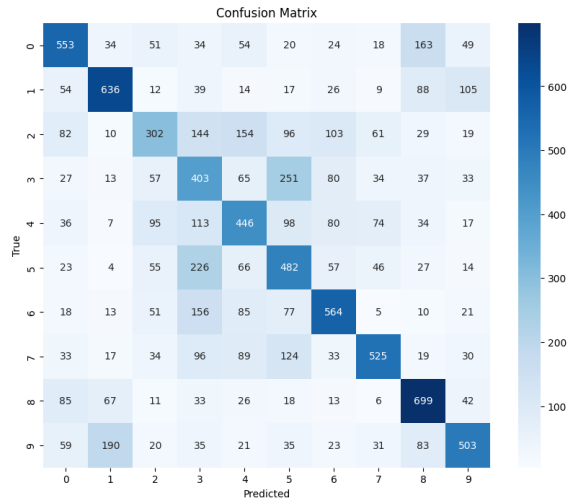 Confusion Matrix
0 553 34 51 34 54 20 24 18 163 49
1 54 636 12 39 14 17 26 9 88 105
2 82 10 302 144 154 96 103 61 29 19
3 27 13 57 403 65 251 80 34 37 33
4 36 7 95 113 446 98 80 74 34 17
True
5 23 4 55 226 66 482 57 46 27 14
6 18 13 51 156 85 77 564 5 10 21
7 33 17 34 96 89 124 33 525 19 30
8 85 67 11 33 26 18 13 6 699 42
9 59 190 20 35 21 35 23 31 83 503
0 1 2 3 4 5 6 7 8 9
Predicted
600
500
400
300
200
100